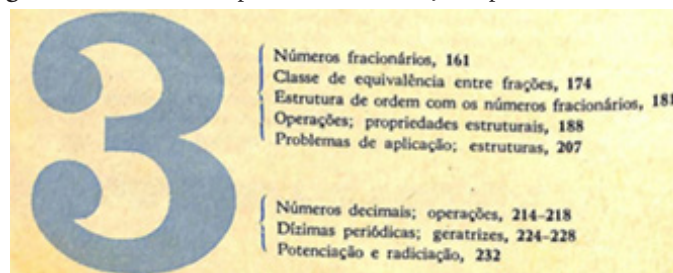 3
Números fracionários, 161
Classe de equivalência entre frações, 174
Estrutura de ordem com os números fracionários, 181
Operações; propriedades estruturais, 188
Problemas de aplicação; estruturas, 207
Números decimais; operações, 214-218
Dízimas periódicas; geratrizes, 224-228
Potenciação e radiciação, 232